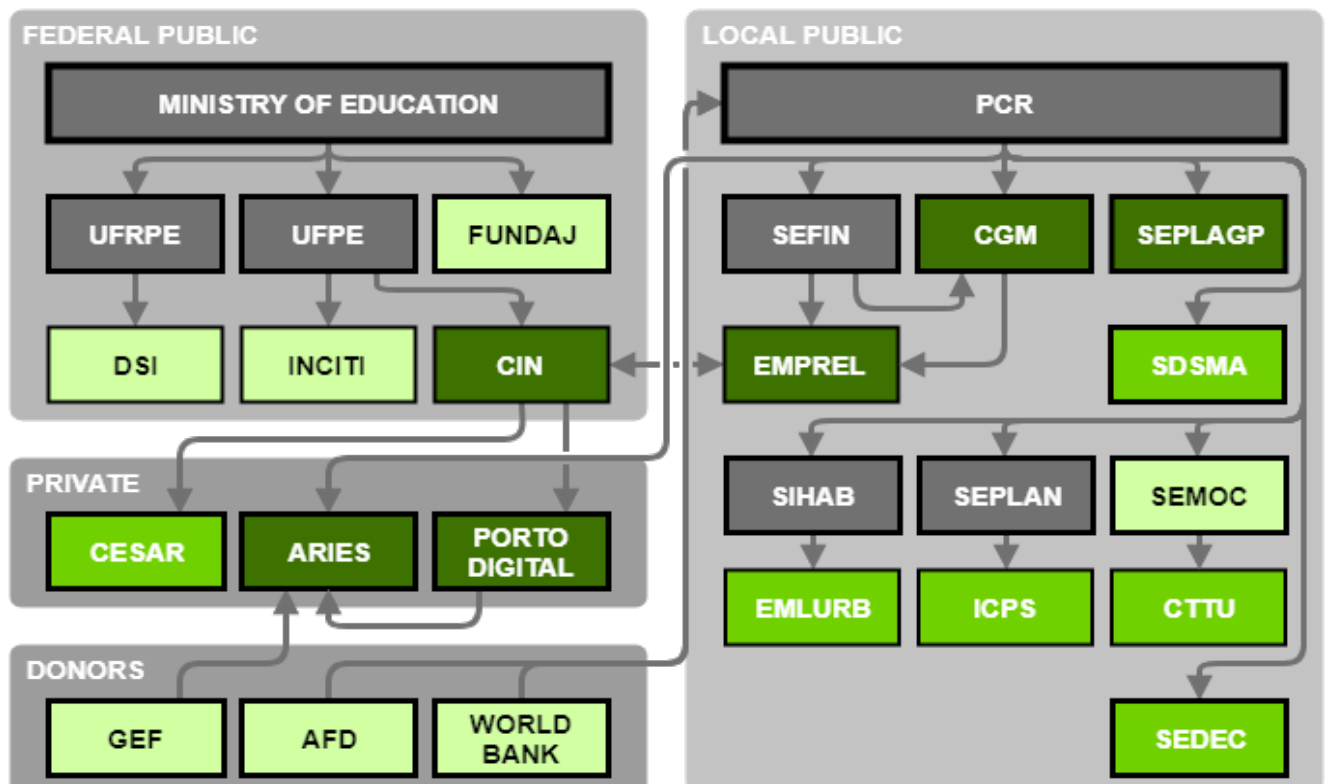 FEDERAL PUBLIC
MINISTRY OF EDUCATION
UFRPE
UFPE
FUNDAJ
DSI
INCITI
CIN
PRIVATE
CESAR
ARIES
PORTO
DIGITAL
DONORS
GEF
AFD
WORLD
BANK
LOCAL PUBLIC
PCR
SEFIN
CGM
SEPLAGP
EMPREL
SDSMA
SIHAB
SEPLAN
SEMOC
EMLURB
ICPS
CTTU
SEDEC